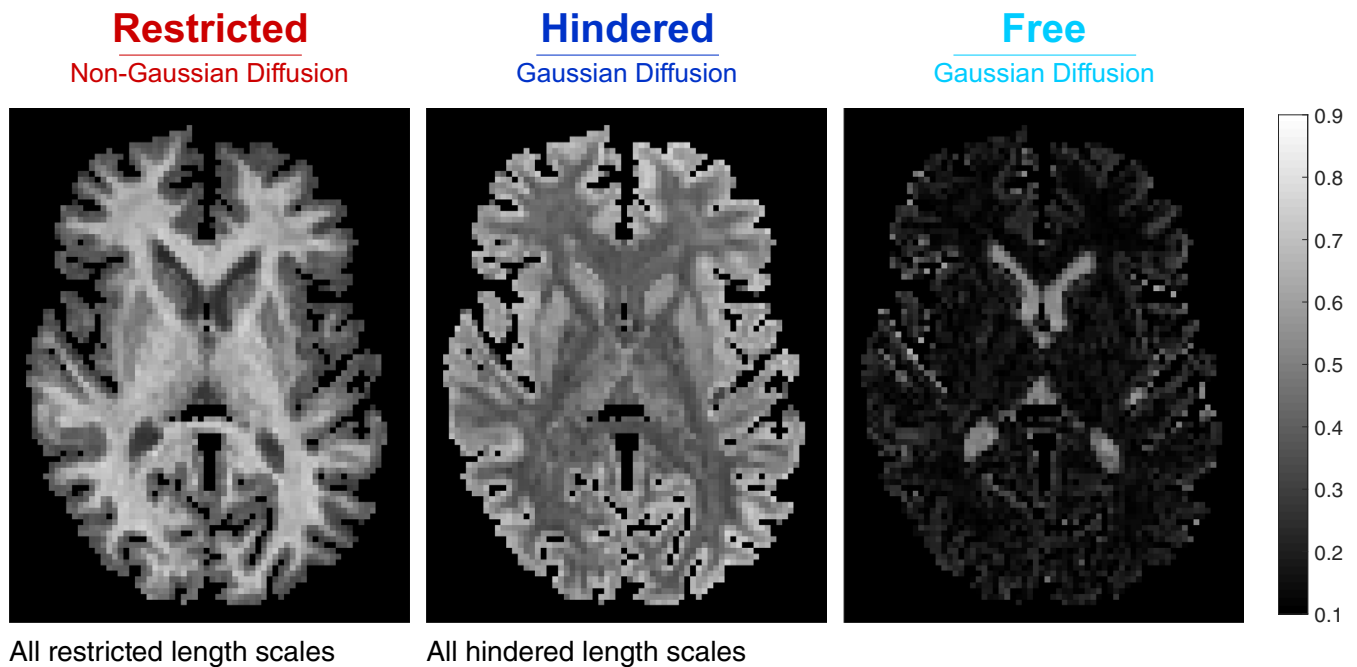 Restricted
Non-Gaussian Diffusion
Hindered
Gaussian Diffusion
Free
Gaussian Diffusion
0.9
0.8
0.7
0.6
0.5
0.4
0.3
0.2
0.1
All restricted length scales
All hindered length scales